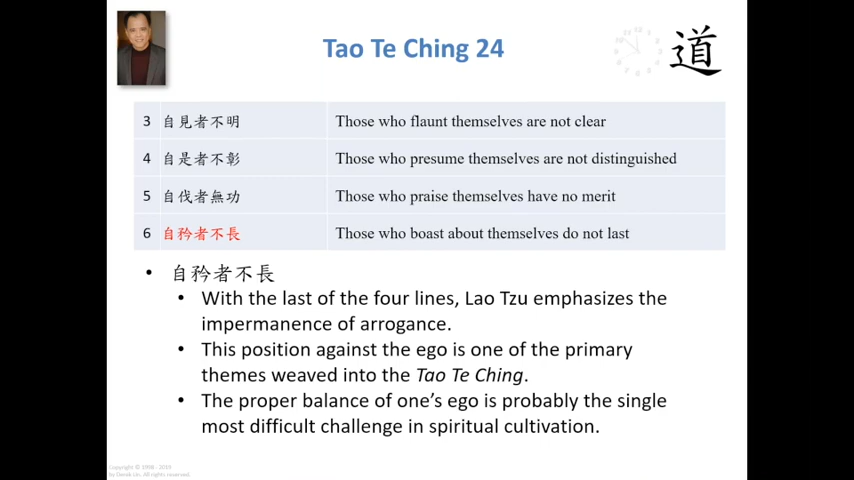 Tao Te Ching 24
道
3 自見者不明 Those who flaunt themselves are not clear
4 自是者不彰 Those who presume themselves are not distinguished
5 自伐者無功 Those who praise themselves have no merit
6 自矜者不長 Those who boast about themselves do not last
• 自矜者不長
• With the last of the four lines, Lao Tzu emphasizes the
impermanence of arrogance.
• This position against the ego is one of the primary
themes weaved into the Tao Te Ching.
• The proper balance of one's ego is probably the single
most difficult challenge in spiritual cultivation.
Copyright © 1998 - 2019
by Derek Lin. All rights reserved.